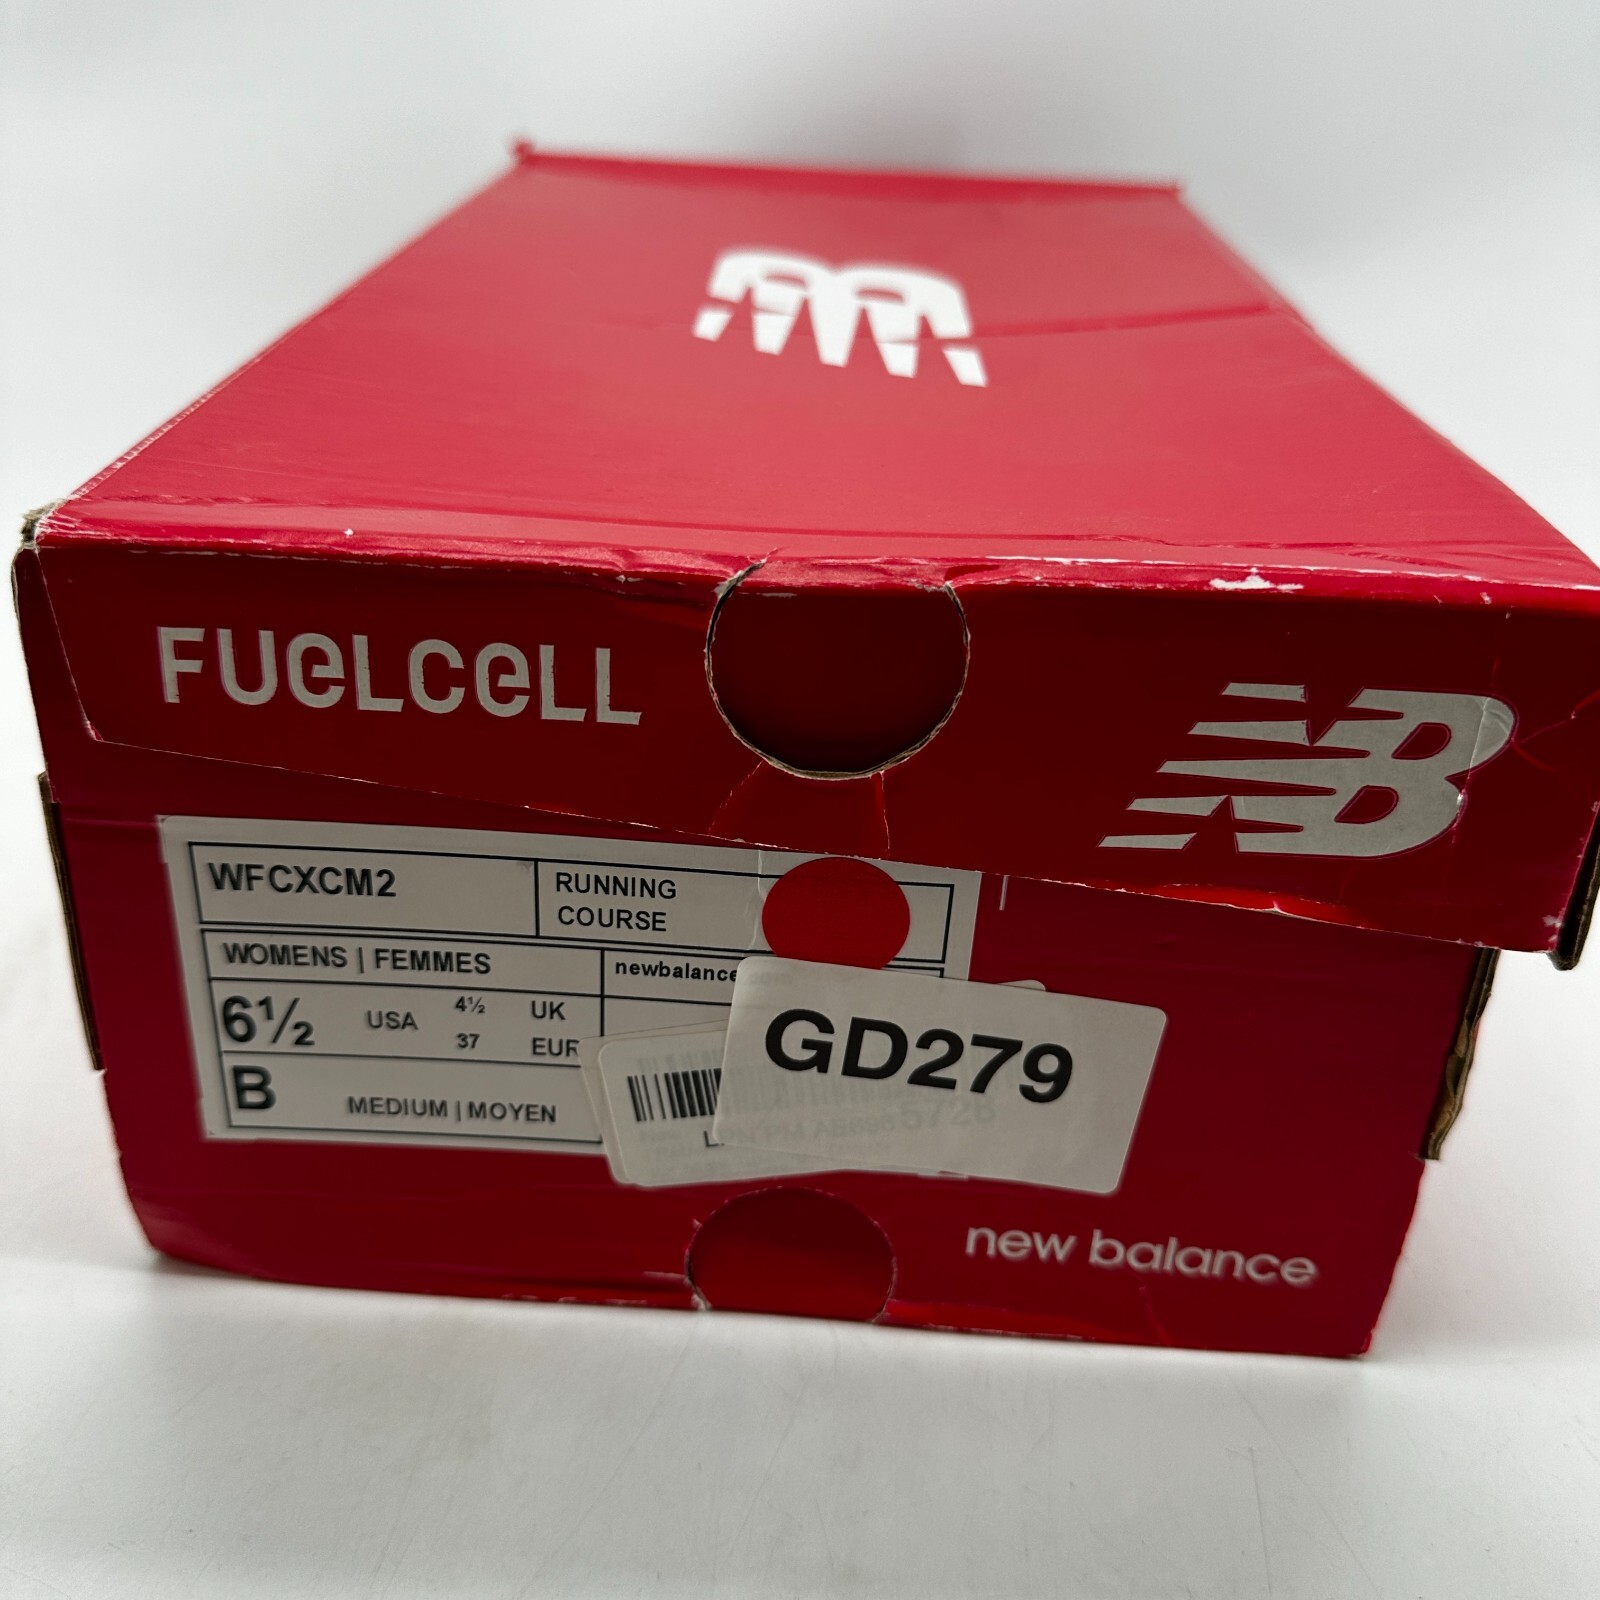 FUELCELL
NB
WFCXCM2
RUNNING
COURSE
WOMENS | FEMMES
newbalance
6½ USA 4½ UK
37 EUR
B MEDIUM | MOYEN
GD279
new balance